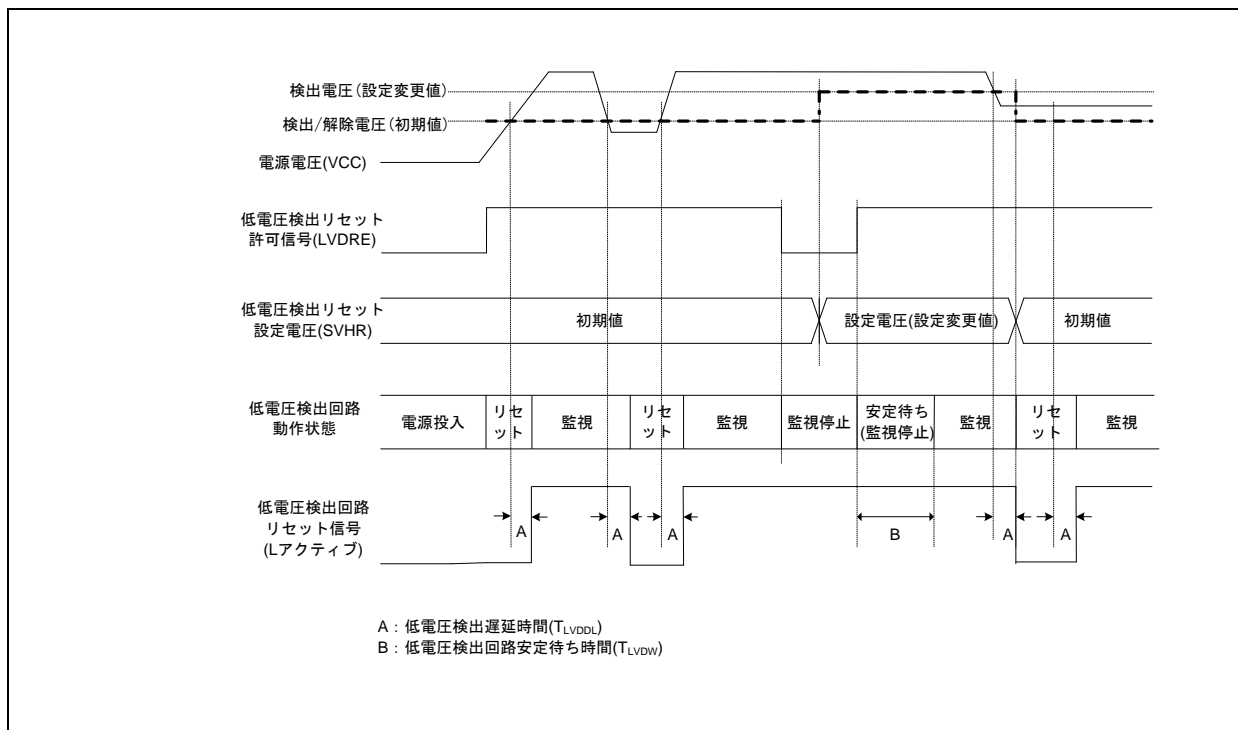 検出電圧(設定変更値)
検出/解除電圧(初期値)
電源電圧(VCC)
低電圧検出リセット
許可信号(LVDRE)
低電圧検出リセット
設定電圧(SVHR)
初期値
設定電圧(設定変更値)
初期値
低電圧検出回路
動作状態
電源投入
リセ
ット
監視
リセ
ット
監視
監視停止
安定待ち
(監視停止)
監視
リセ
ット
監視
低電圧検出回路
リセット信号
(Lアクティブ)
A
A
A
B
A
A
A：低電圧検出遅延時間(TLVDDL)
B：低電圧検出回路安定待ち時間(TLVDW)